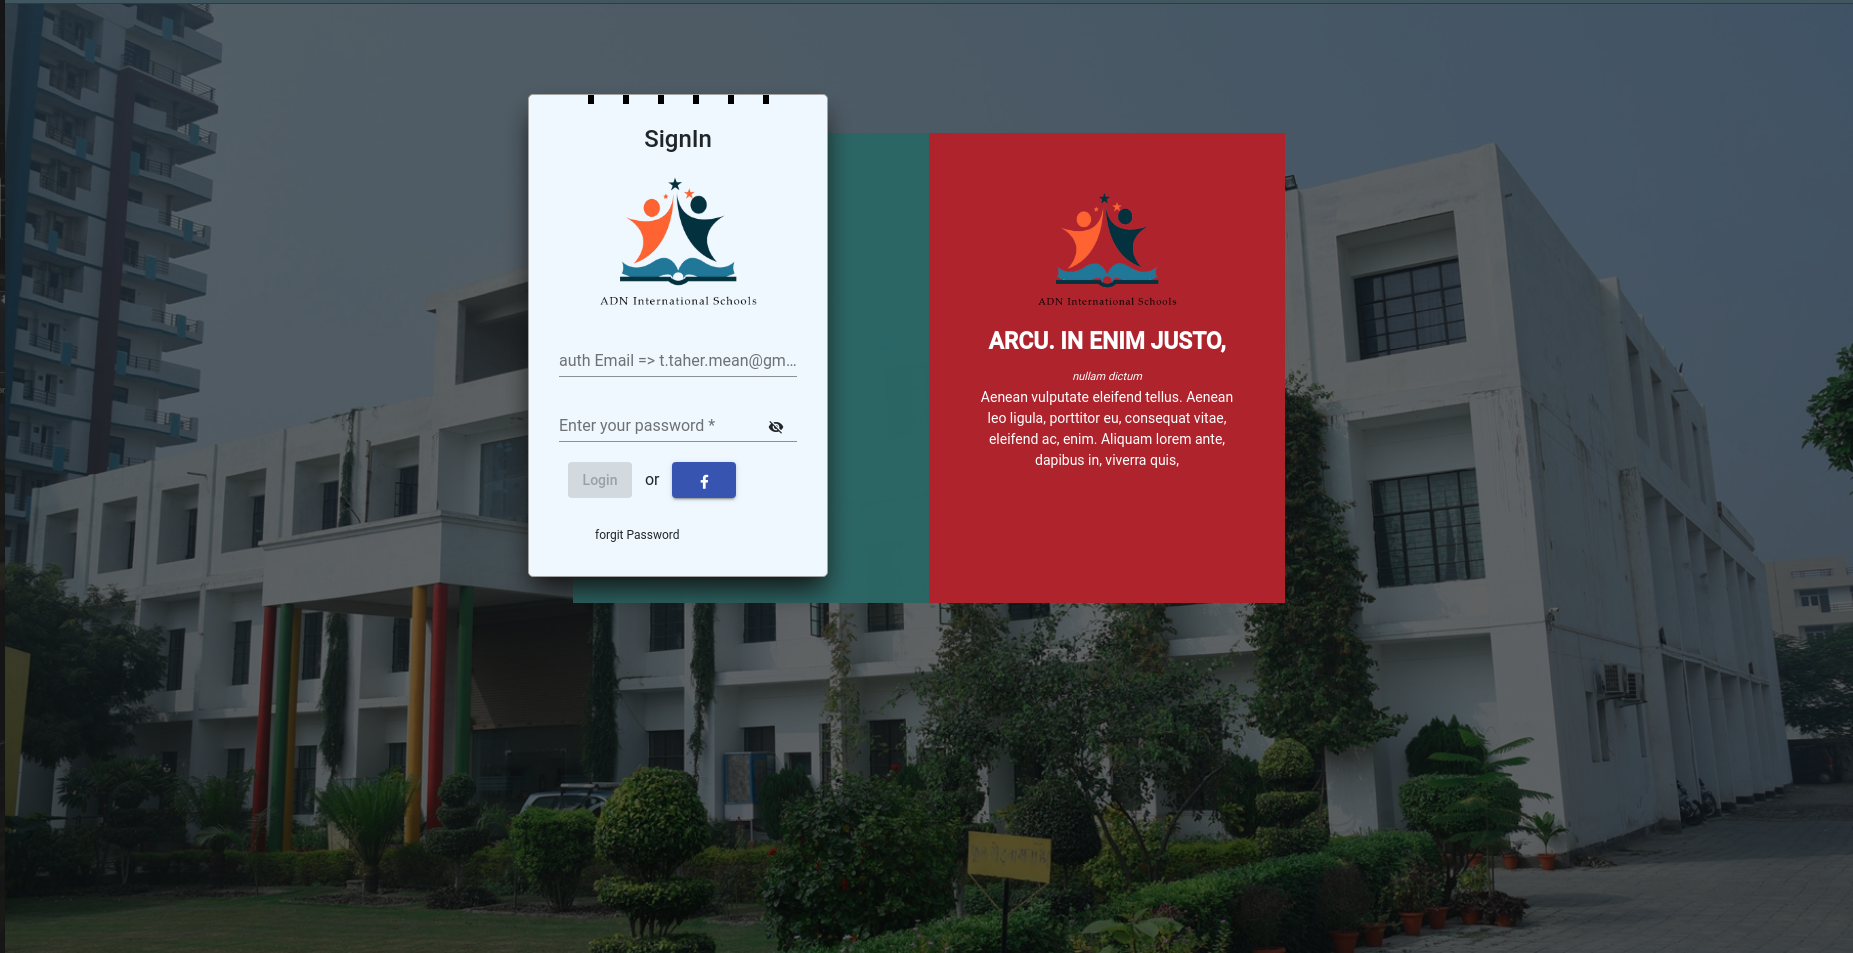 SignIn
ADN International Schools
auth Email => t.taher.mean@gm...
Enter your password *
Login or
forgit Password
ADN International Schools
ARCU. IN ENIM JUSTO,
nullam dictum
Aenean vulputate eleifend tellus. Aenean
leo ligula, porttitor eu, consequat vitae,
eleifend ac, enim. Aliquam lorem ante,
dapibus in, viverra quis,